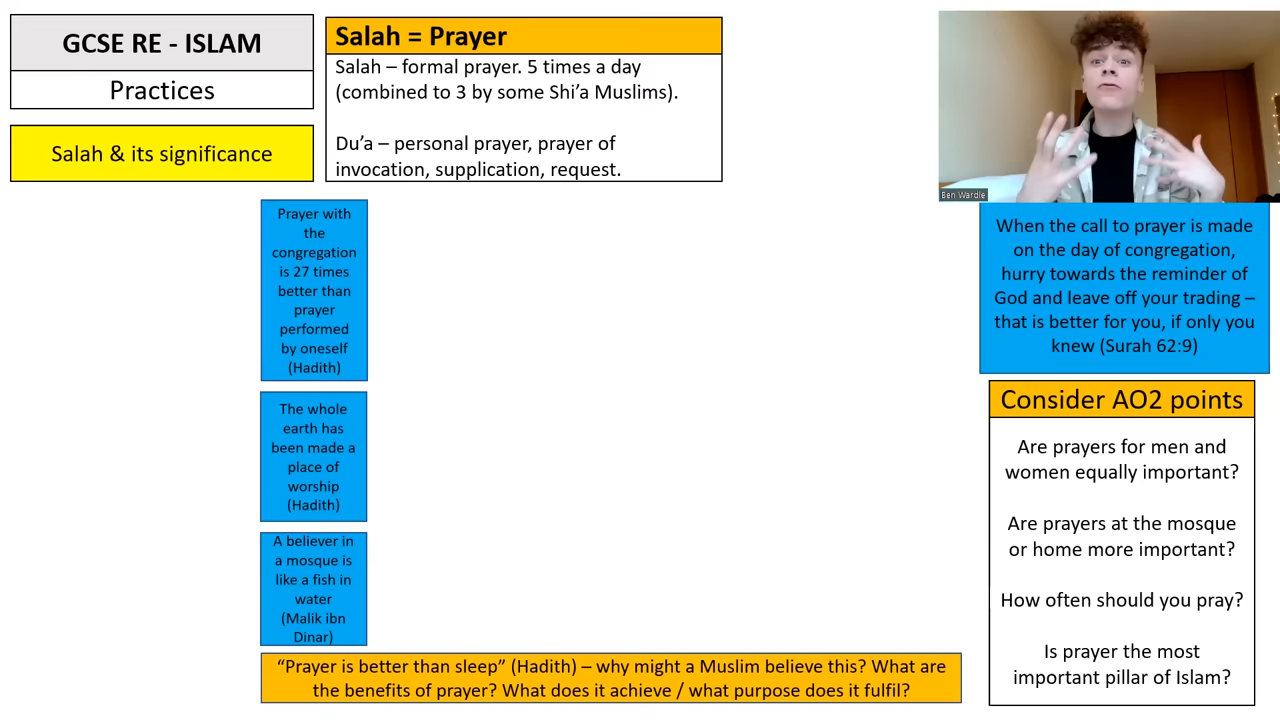 GCSE RE - ISLAM
Practices
Salah & its significance
Salah = Prayer
Salah – formal prayer. 5 times a day
(combined to 3 by some Shi’a Muslims).
Du’a – personal prayer, prayer of
invocation, supplication, request.
Ben Wardle
Prayer with
the
congregation
is 27 times
better than
prayer
performed
by oneself
(Hadith)
The whole
earth has
been made a
place of
worship
(Hadith)
A believer in
a mosque is
like a fish in
water
(Malik ibn
Dinar)
When the call to prayer is made
on the day of congregation,
hurry towards the reminder of
God and leave off your trading –
that is better for you, if only you
knew (Surah 62:9)
Consider AO2 points
Are prayers for men and
women equally important?
Are prayers at the mosque
or home more important?
How often should you pray?
Is prayer the most
important pillar of Islam?
“Prayer is better than sleep” (Hadith) – why might a Muslim believe this? What are
the benefits of prayer? What does it achieve / what purpose does it fulfil?